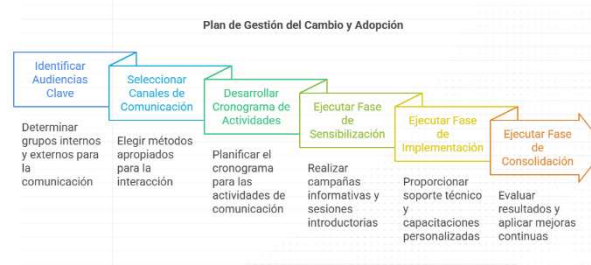 Plan de Gestión del Cambio y Adopción
Identificar
Audiencias
Clave
Determinar
grupos internos
y externos para
la
comunicación
Seleccionar
Canales de
Comunicación
Elegir métodos
apropiados
para la
interacción
Desarrollar
Cronograma de
Actividades
Planificar el
cronograma
para las
actividades de
comunicación
Ejecutar Fase
de
Sensibilización
Realizar
campañas
informativas y
sesiones
introductorias
Ejecutar Fase
de
Implementación
Proporcionar
soporte técnico
y
capacitaciones
personalizadas
Ejecutar Fase de
Consolidación
Evaluar
resultados y
aplicar mejoras
continuas